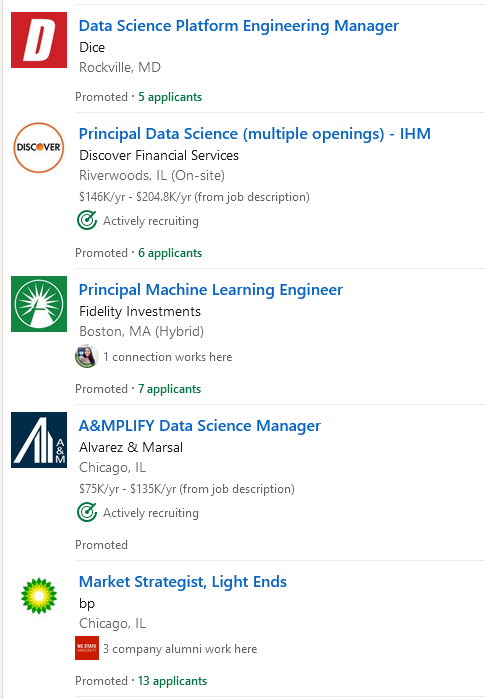 D
Data Science Platform Engineering Manager
Dice
Rockville, MD
Promoted · 5 applicants
DISCOVER
Principal Data Science (multiple openings) - IHM
Discover Financial Services
Riverwoods, IL (On-site)
$146K/yr - $204.8K/yr (from job description)
Actively recruiting
Promoted · 6 applicants
Principal Machine Learning Engineer
Fidelity Investments
Boston, MA (Hybrid)
1 connection works here
Promoted · 7 applicants
A&M
A&MPLIFY Data Science Manager
Alvarez & Marsal
Chicago, IL
$75K/yr - $135K/yr (from job description)
Actively recruiting
Promoted
Market Strategist, Light Ends
bp
Chicago, IL
NC STATE
UNIVERSITY
3 company alumni work here
Promoted · 13 applicants